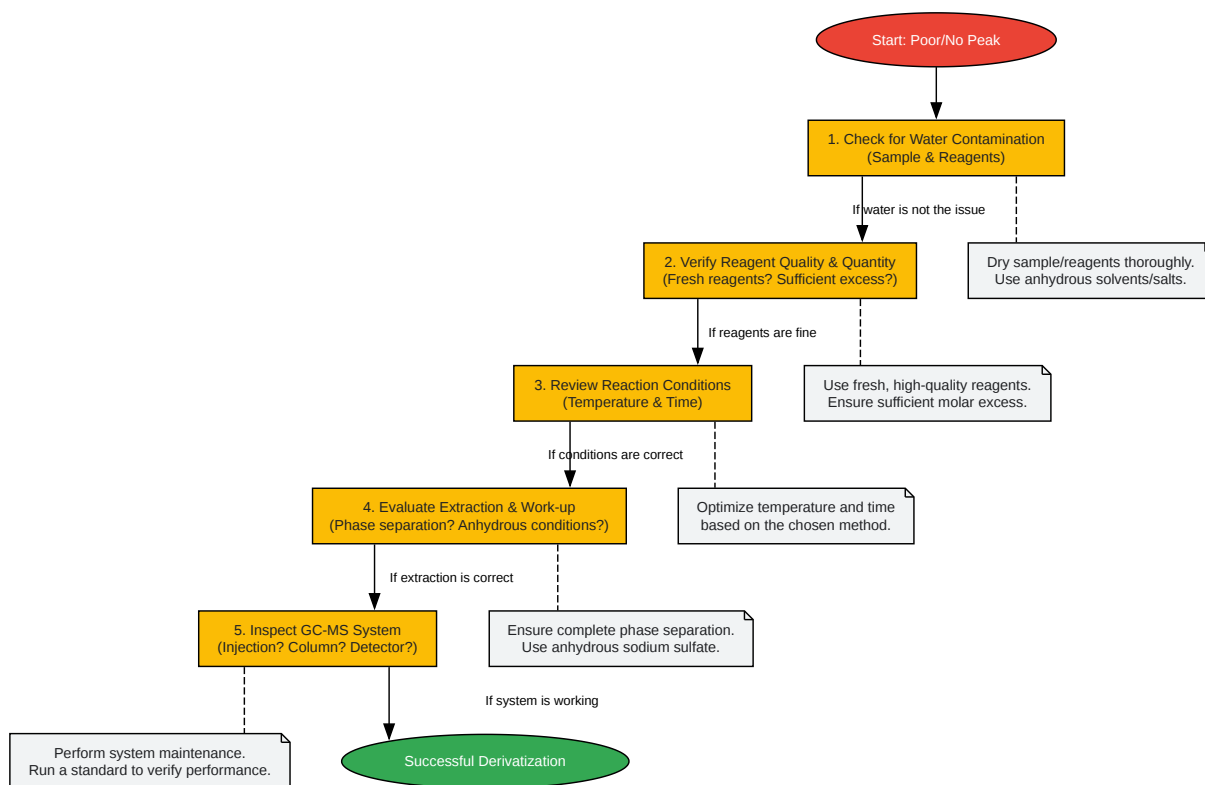 Start: Poor/No Peak
1. Check for Water Contamination
(Sample & Reagents)
If water is not the issue
2. Verify Reagent Quality & Quantity
(Fresh reagents? Sufficient excess?)
Dry sample/reagents thoroughly.
Use anhydrous solvents/salts.
If reagents are fine
3. Review Reaction Conditions
(Temperature & Time)
Use fresh, high-quality reagents.
Ensure sufficient molar excess.
If conditions are correct
4. Evaluate Extraction & Work-up
(Phase separation? Anhydrous conditions?)
Optimize temperature and time
based on the chosen method.
If extraction is correct
5. Inspect GC-MS System
(Injection? Column? Detector?)
Ensure complete phase separation.
Use anhydrous sodium sulfate.
If system is working
Perform system maintenance.
Run a standard to verify performance.
Successful Derivatization